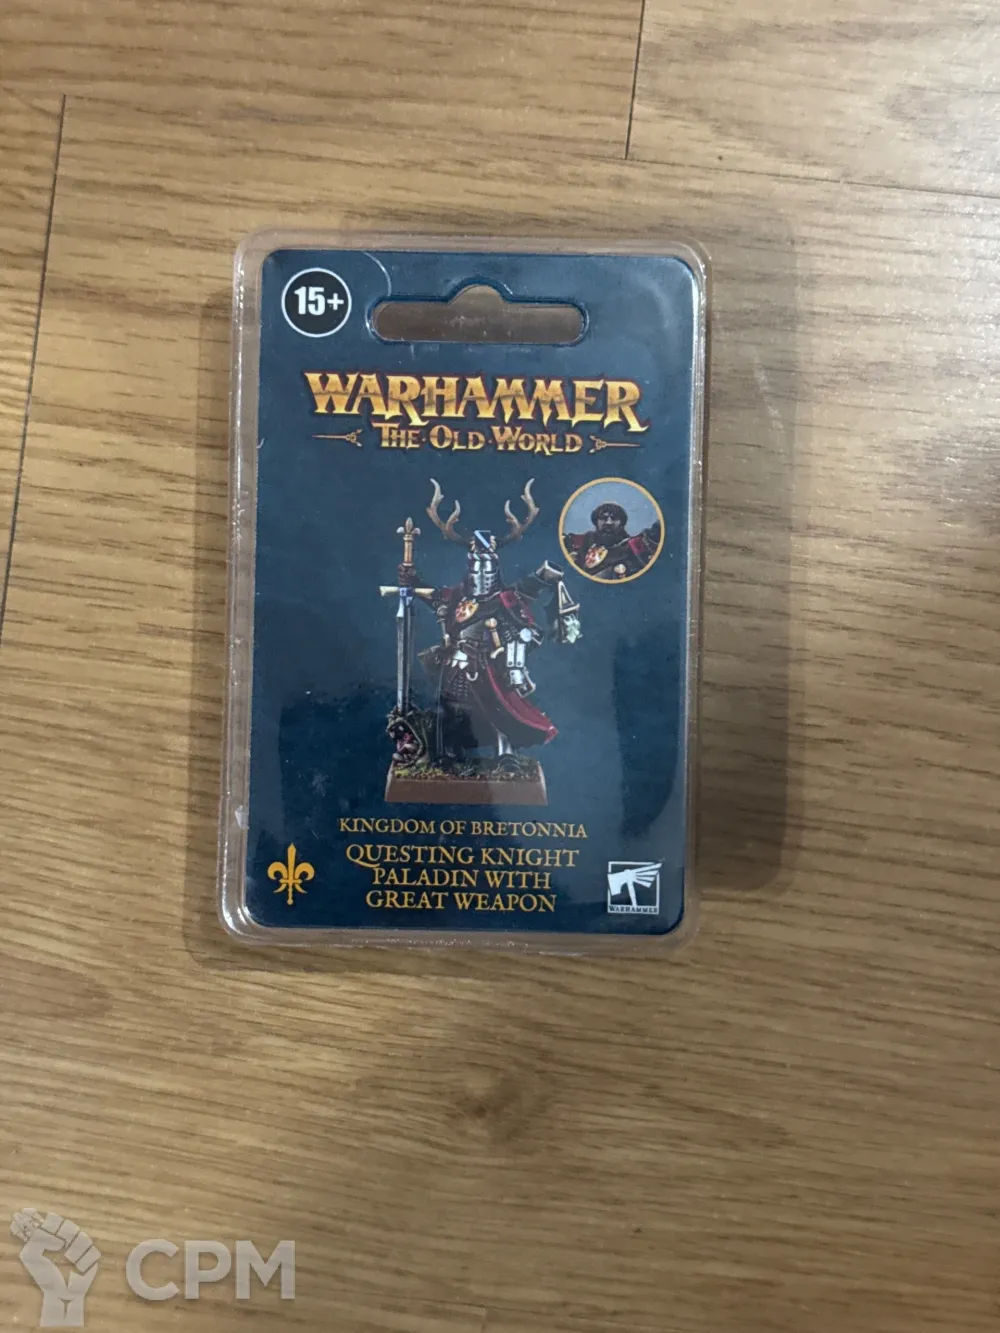 15+
WARHAMMER
THE OLD WORLD
KINGDOM OF BRETONNIA
QUESTING KNIGHT
PALADIN WITH
GREAT WEAPON
WARHAMMER
CPM